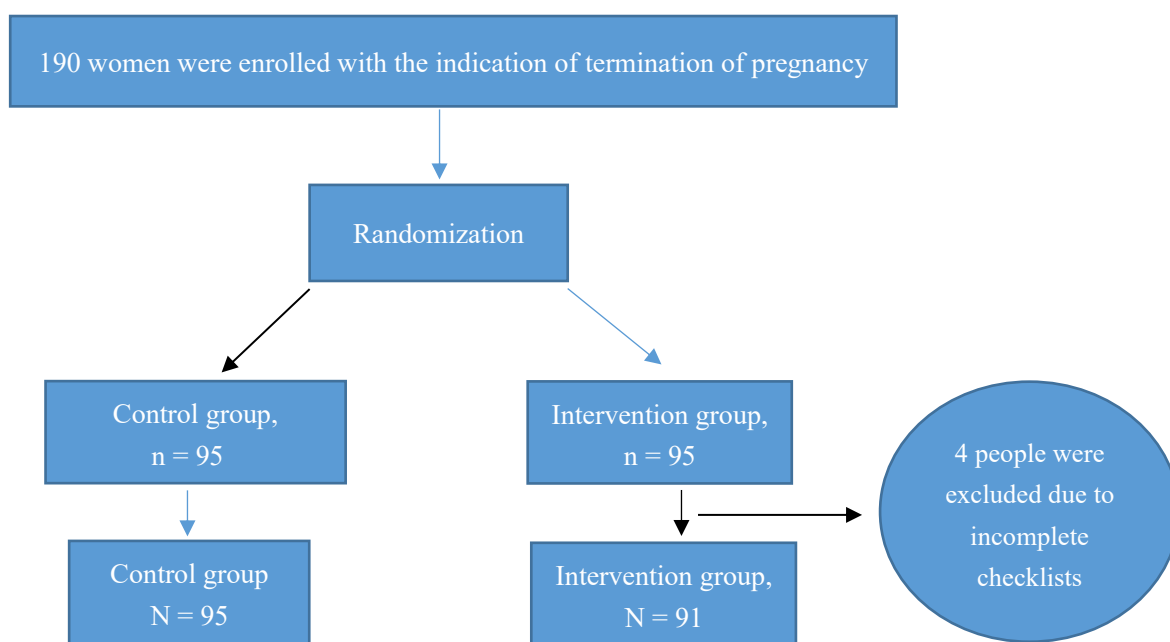 190 women were enrolled with the indication of termination of pregnancy
Randomization
Control group,
n = 95
Intervention group,
n = 95
4 people were
excluded due to
incomplete
checklists
Control group
N = 95
Intervention group,
N = 91